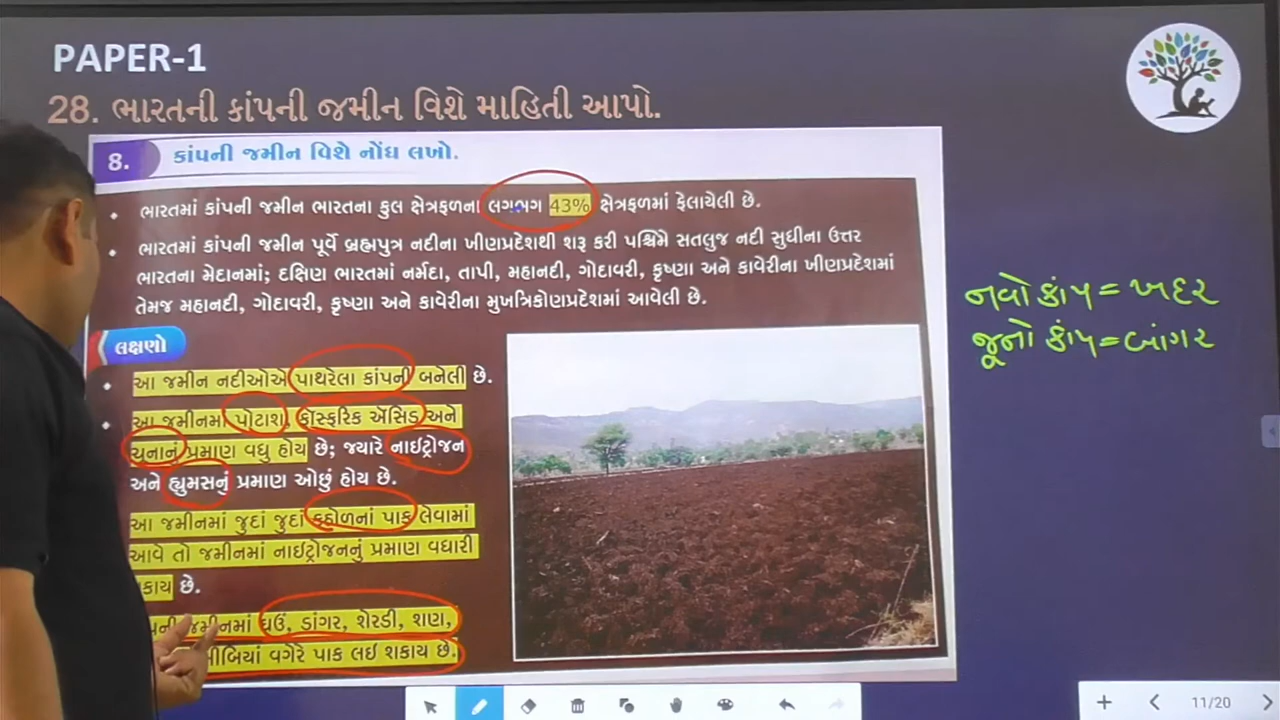 PAPER-1
28. ભારતની કાંપની જમીન વિશે માહિતી આપો.
8. કાંપની જમીન વિશે નોંધ લખો.
• ભારતમાં કાંપની જમીન ભારતના કુલ ક્ષેત્રફળના લગભગ 43% ક્ષેત્રફળમાં ફેલાયેલી છે.
• ભારતમાં કાંપની જમીન પૂર્વે બ્રહ્મપુત્ર નદીના ખીણપ્રદેશથી શરૂ કરી પશ્ચિમે સતલુજ નદી સુધીના ઉત્તર
ભારતના મેદાનમાં; દક્ષિણ ભારતમાં નર્મદા, તાપી, મહાનદી, ગોદાવરી, કૃષ્ણા અને કાવેરીના ખીણપ્રદેશમાં
તેમજ મહાનદી, ગોદાવરી, કૃષ્ણા અને કાવેરીના મુખત્રિકોણપ્રદેશમાં આવેલી છે.
લક્ષણો
• આ જમીન નદીઓએ પાથરેલા કાંપની બનેલી છે.
• આ જમીનમાં પોટાશ, ફૉસ્ફરિક ઍસિડ અને
ચૂનાનું પ્રમાણ વધુ હોય છે; જ્યારે નાઇટ્રોજન
અને હ્યુમસનું પ્રમાણ ઓછું હોય છે.
આ જમીનમાં જુદાં જુદાં કઠોળનાં પાક લેવામાં
આવે તો જમીનમાં નાઇટ્રોજનનું પ્રમાણ વધારી
શકાય છે.
જમીનમાં ઘઉં, ડાંગર, શેરડી, શણ,
વગેરે પાક લઈ શકાય છે.
નવો કાંપ = ખદર
જૂનો કાંપ = બાંગર
11/20